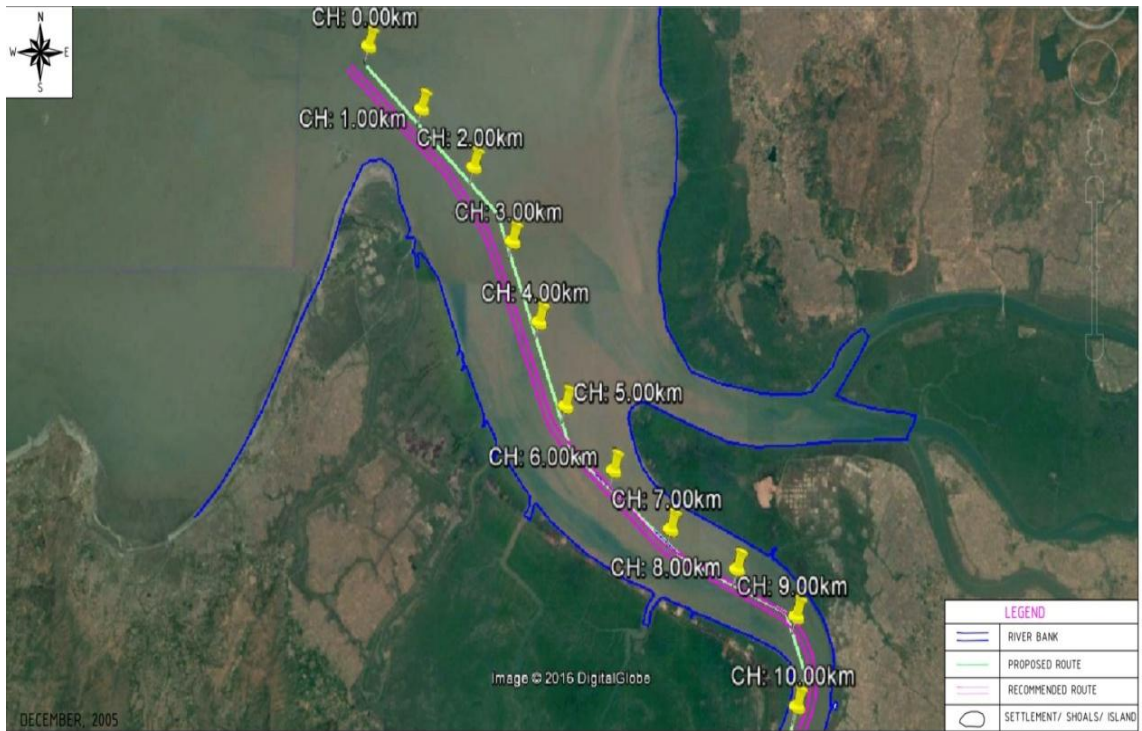 N
W E
S
CH: 0.00km
CH: 1.00km
CH: 2.00km
CH: 3.00km
CH: 4.00km
CH: 5.00km
CH: 6.00km
CH: 7.00km
CH: 8.00km
CH: 9.00km
CH: 10.00km
Image © 2016 DigitalGlobe
DECEMBER, 2005
LEGEND
RIVER BANK
PROPOSED ROUTE
RECOMMENDED ROUTE
SETTLEMENT/ SHOALS/ ISLAND